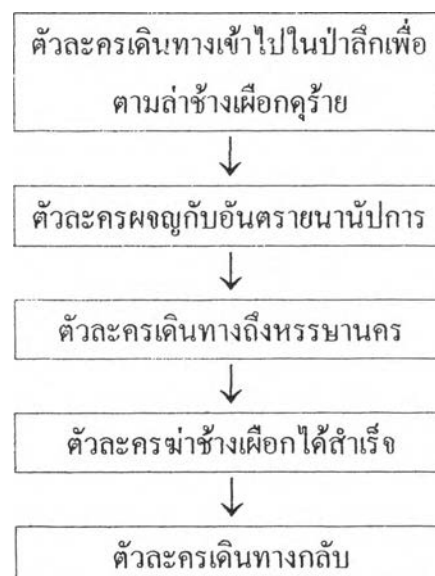 ตัวละครเดินทางเข้าไปในป่าลึกเพื่อ
ตามล่าช้างเผือกดุร้าย
ตัวละครผจญกับอันตรายนานัปการ
ตัวละครเดินทางถึงหรรษานคร
ตัวละครฆ่าช้างเผือกได้สำเร็จ
ตัวละครเดินทางกลับ